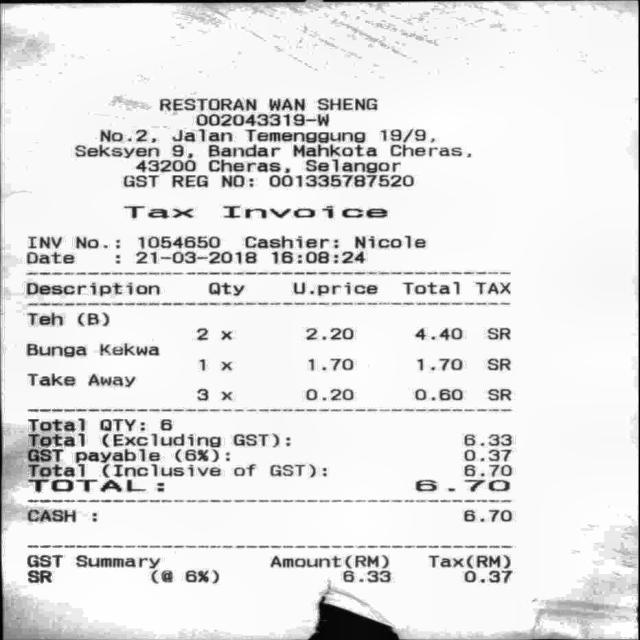 RESTORAN WAN SHENG
002043319-W
No.2, Jalan Temenggung 19/9,
Seksyen 9, Bandar Mahkota Cheras,
43200 Cheras, Selangor
GST REG NO: 001335787520
Tax Invoice
INV No.: 1054650 Cashier: Nicole
Date : 21-03-2018 16:08:24
Description Qty U.price Total TAX
Teh (B)
2 x 2.20 4.40 SR
Bunga Kekwa
1 x 1.70 1.70 SR
Take Away
3 x 0.20 0.60 SR
Total QTY: 6
Total (Excluding GST): 6.33
GST payable (6%): 0.37
Total (Inclusive of GST): 6.70
TOTAL: 6.70
CASH : 6.70
GST Summary Amount(RM) Tax(RM)
SR (@ 6%) 6.33 0.37